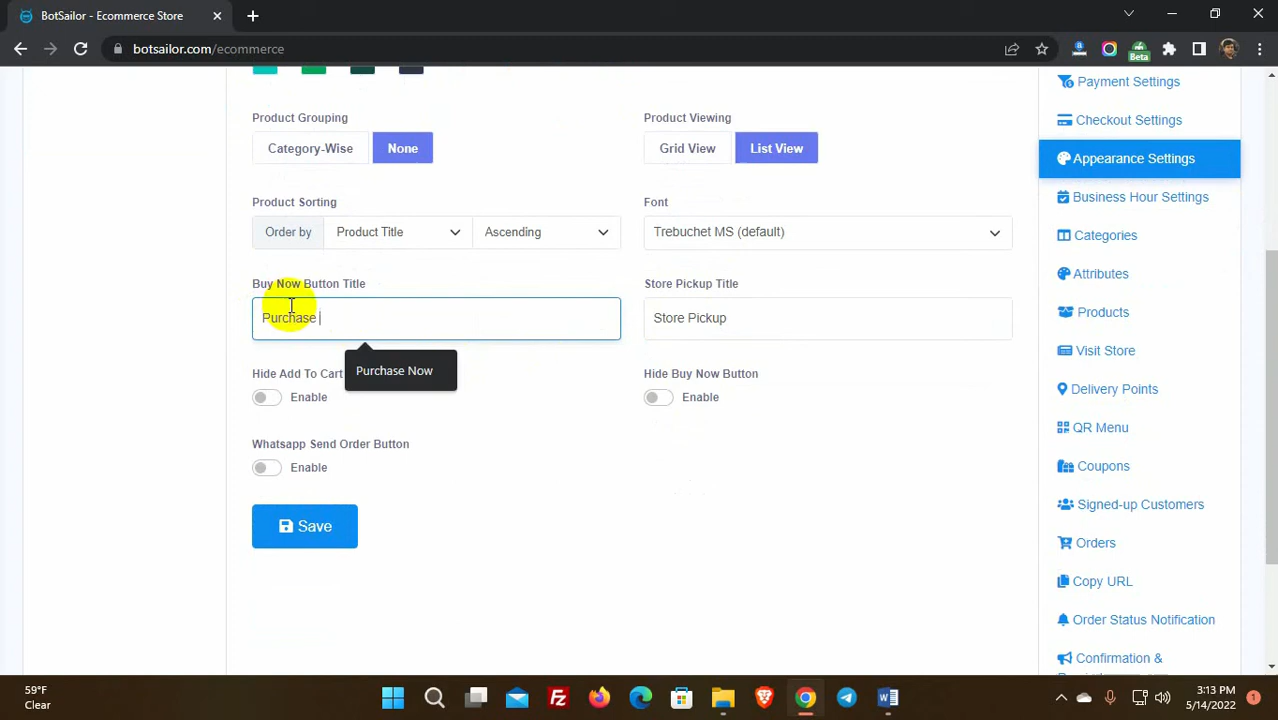 BotSailor - Ecommerce Store
botsailor.com/ecommerce
Beta
Payment Settings
Product Grouping
Product Viewing
Checkout Settings
Category-Wise
None
Grid View
List View
Appearance Settings
Business Hour Settings
Product Sorting
Font
Order by
Product Title
Ascending
Trebuchet MS (default)
Categories
Attributes
Buy Now Button Title
Store Pickup Title
Purchase
Store Pickup
Products
Visit Store
Purchase Now
Hide Add To Cart
Hide Buy Now Button
Enable
Enable
Delivery Points
QR Menu
Whatsapp Send Order Button
Enable
Coupons
Signed-up Customers
Save
Orders
Copy URL
Order Status Notification
Confirmation &
59°F
Clear
3:13 PM
5/14/2022
1